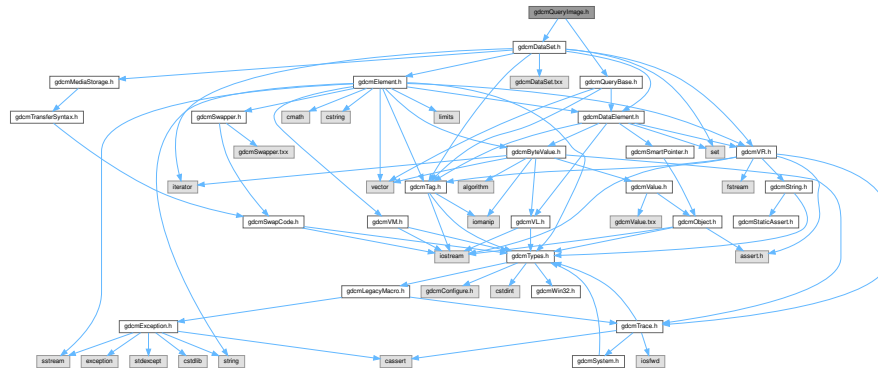 gdcmQueryImage.h
gdcmDataSet.h
gdcmMediaStorage.h
gdcmElement.h
gdcmDataSet.txx
gdcmQueryBase.h
gdcmTransferSyntax.h
gdcmSwapper.h
cmath
cstring
limits
gdcmDataElement.h
gdcmSwapper.txx
gdcmByteValue.h
gdcmSmartPointer.h
set
gdcmVR.h
iterator
vector
gdcmTag.h
algorithm
gdcmValue.h
fstream
gdcmString.h
gdcmSwapCode.h
gdcmVM.h
iomanip
gdcmVL.h
gdcmValue.txx
gdcmObject.h
gdcmStaticAssert.h
iostream
gdcmTypes.h
assert.h
gdcmLegacyMacro.h
gdcmConfigure.h
cstdint
gdcmWin32.h
gdcmException.h
gdcmTrace.h
sstream
exception
stdexcept
cstdlib
string
cassert
gdcmSystem.h
iosfwd